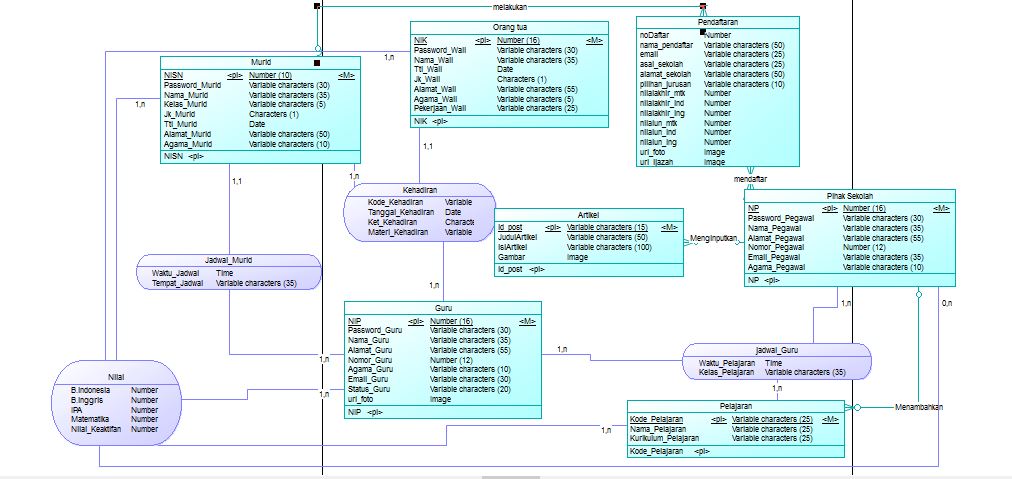 melakukan
Orang tua
NIK <pi> Number (16) <M>
Password_Wali Variable characters (30)
Nama_Wali Variable characters (35)
Ttl_Wali Date
Jk_Wali Characters (1)
Alamat_Wali Variable characters (55)
Agama_Wali Variable characters (5)
Pekerjaan_Wali Variable characters (25)
NIK <pi>
Pendaftaran
noDaftar Number
nama_pendaftar Variable characters (50)
email Variable characters (25)
asal_sekolah Variable characters (25)
alamat_sekolah Variable characters (50)
pilihan_jurusan Variable characters (10)
nilaiakhir_mtk Number
nilaiakhir_ind Number
nilaiakhir_ing Number
nilaiun_mtk Number
nilaiun_ind Number
nilaiun_ing Number
url_foto Image
url_ijazah Image
1,n
Murid
NISN <pi> Number (10) <M>
Password_Murid Variable characters (30)
Nama_Murid Variable characters (35)
Kelas_Murid Variable characters (5)
Jk_Murid Characters (1)
Ttl_Murid Date
Alamat_Murid Variable characters (50)
Agama_Murid Variable characters (10)
NISN <pi>
1,n
1,1
1,1
1,n
mendaftar
Kehadiran
Kode_Kehadiran Variable
Tanggal_Kehadiran Date
Ket_Kehadiran Characte
Materi_Kehadiran Variable
Pihak Sekolah
NP <pi> Number (16) <M>
Password_Pegawai Variable characters (30)
Nama_Pegawai Variable characters (35)
Alamat_Pegawai Variable characters (55)
Nomor_Pegawai Number (12)
Email_Pegawai Variable characters (35)
Agama_Pegawai Variable characters (10)
NP <pi>
Artikel
id_post <pi> Variable characters (15) <M>
JudulArtikel Variable characters (50)
IsiArtikel Variable characters (100)
Gambar Image
id_post <pi>
Menginputkan
Jadwal_Murid
Waktu_Jadwal Time
Tempat_Jadwal Variable characters (35)
1,n
Guru
NIP <pi> Number (16) <M>
Password_Guru Variable characters (30)
Nama_Guru Variable characters (35)
Alamat_Guru Variable characters (55)
Nomor_Guru Number (12)
Agama_Guru Variable characters (10)
Email_Guru Variable characters (30)
Status_Guru Variable characters (20)
url_foto Image
NIP <pi>
1,n
0,n
1,n
1,n
1,n
Jadwal_Guru
Waktu_Pelajaran Time
Kelas_Pelajaran Variable characters (35)
1,n
Nilai
B.Indonesia Number
B.Inggris Number
IPA Number
Matematika Number
Nilai_Keaktifan Number
Pelajaran
Kode_Pelajaran <pi> Variable characters (25) <M>
Nama_Pelajaran Variable characters (25)
Kurikulum_Pelajaran Variable characters (25)
Kode_Pelajaran <pi>
Menambahkan
1,n